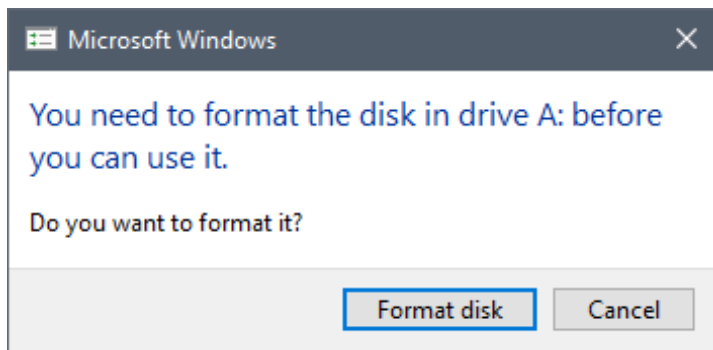 Microsoft Windows
You need to format the disk in drive A: before
you can use it.
Do you want to format it?
Format disk
Cancel